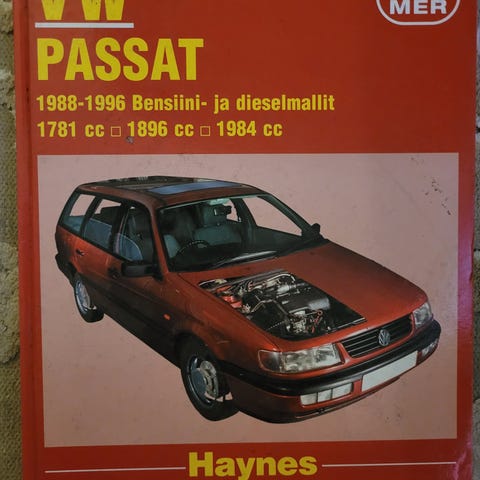 VW
MER
PASSAT
1988-1996 Bensiini- ja dieselmallit
1781 cc □ 1896 cc □ 1984 cc
Haynes